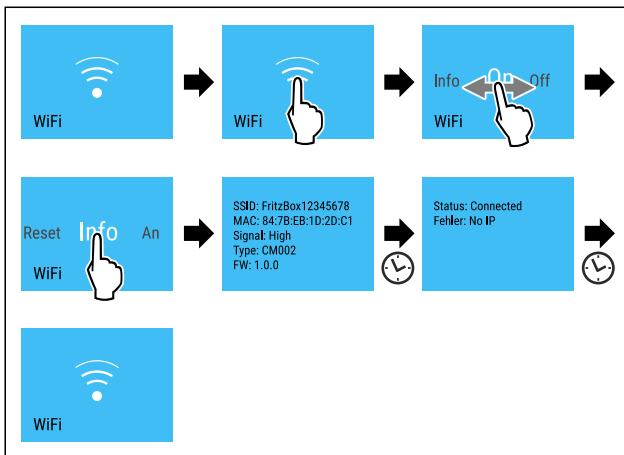 WiFi
WiFi
Info On Off
WiFi
Reset Info An
WiFi
SSID: FritzBox12345678
MAC: 84:7B:EB:1D:2D:C1
Signal: High
Type: CM002
FW: 1.0.0
Status: Connected
Fehler: No IP
WiFi